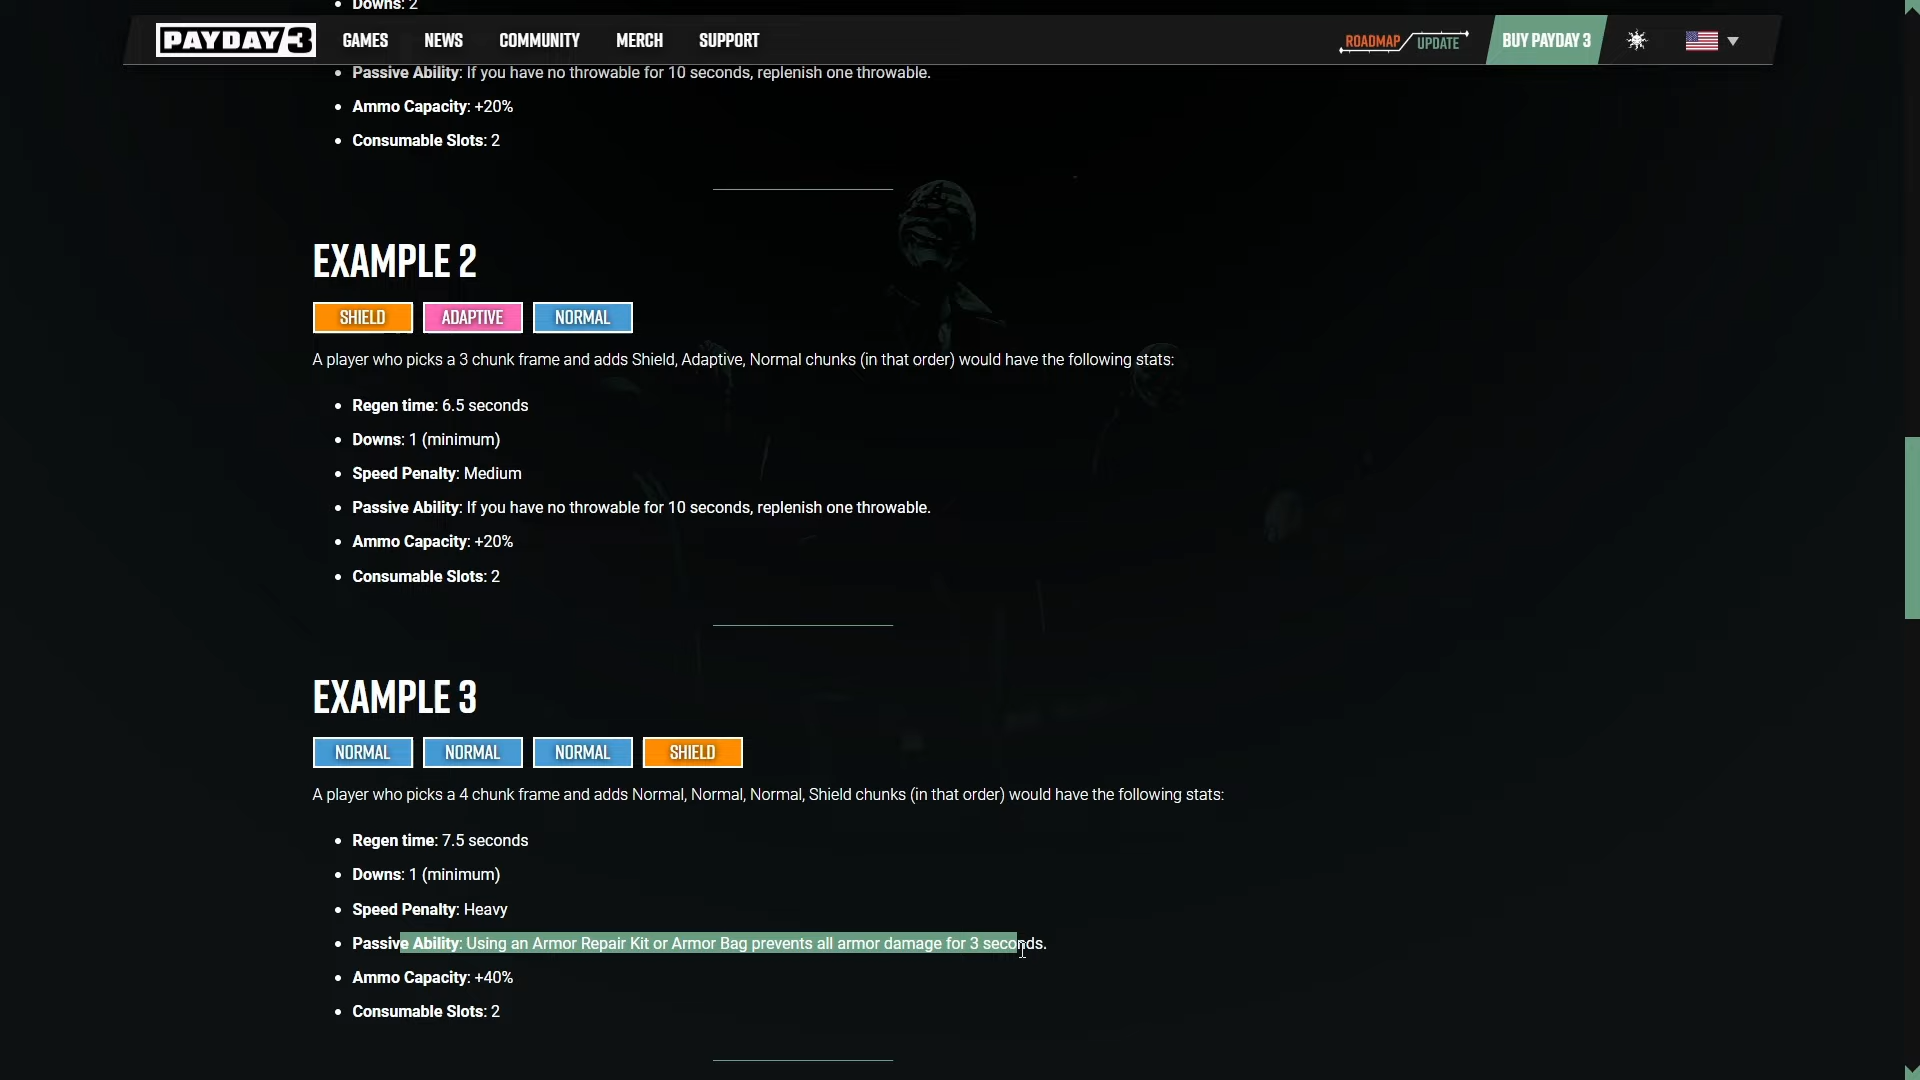 Downs: 2
PAYDAY 3
GAMES
NEWS
COMMUNITY
MERCH
SUPPORT
ROADMAP UPDATE
BUY PAYDAY 3
Passive Ability: If you have no throwable for 10 seconds, replenish one throwable.
Ammo Capacity: +20%
Consumable Slots: 2
EXAMPLE 2
SHIELD
ADAPTIVE
NORMAL
A player who picks a 3 chunk frame and adds Shield, Adaptive, Normal chunks (in that order) would have the following stats:
Regen time: 6.5 seconds
Downs: 1 (minimum)
Speed Penalty: Medium
Passive Ability: If you have no throwable for 10 seconds, replenish one throwable.
Ammo Capacity: +20%
Consumable Slots: 2
EXAMPLE 3
NORMAL
NORMAL
NORMAL
SHIELD
A player who picks a 4 chunk frame and adds Normal, Normal, Normal, Shield chunks (in that order) would have the following stats:
Regen time: 7.5 seconds
Downs: 1 (minimum)
Speed Penalty: Heavy
Passive Ability: Using an Armor Repair Kit or Armor Bag prevents all armor damage for 3 seconds.
Ammo Capacity: +40%
Consumable Slots: 2